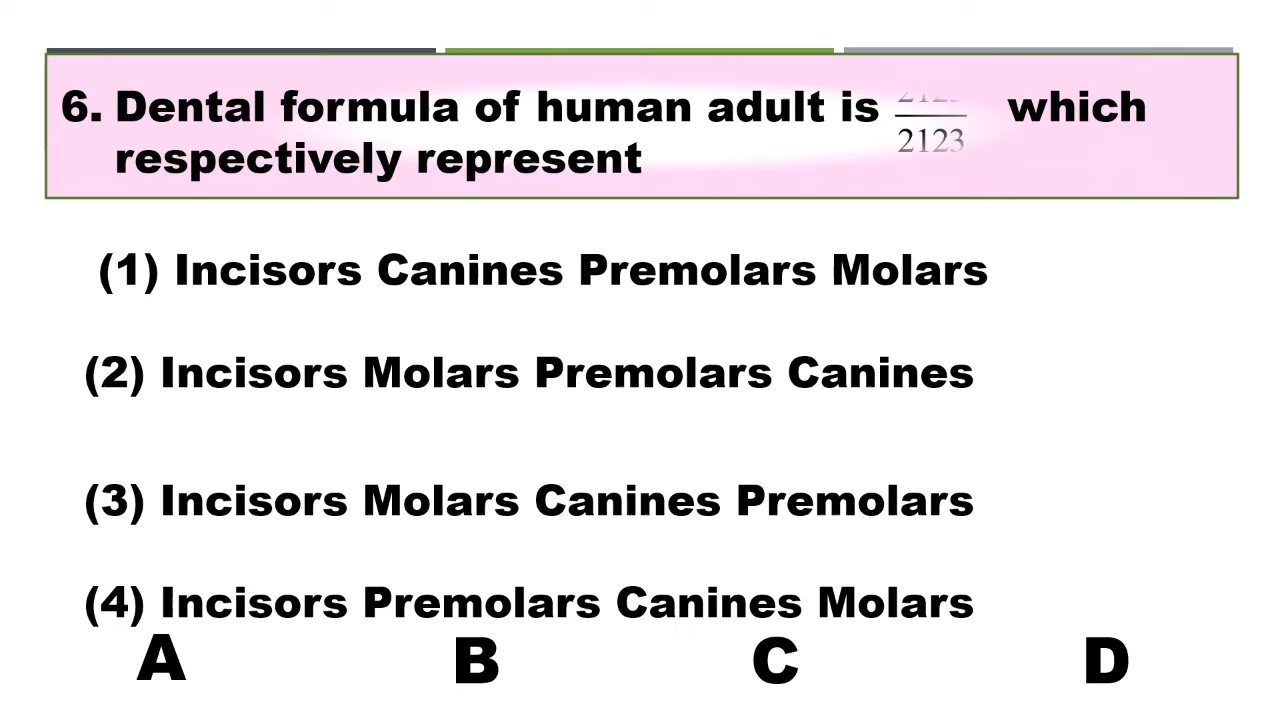 6. Dental formula of human adult is 2123 which
respectively represent
(1) Incisors Canines Premolars Molars
(2) Incisors Molars Premolars Canines
(3) Incisors Molars Canines Premolars
(4) Incisors Premolars Canines Molars
A B C D